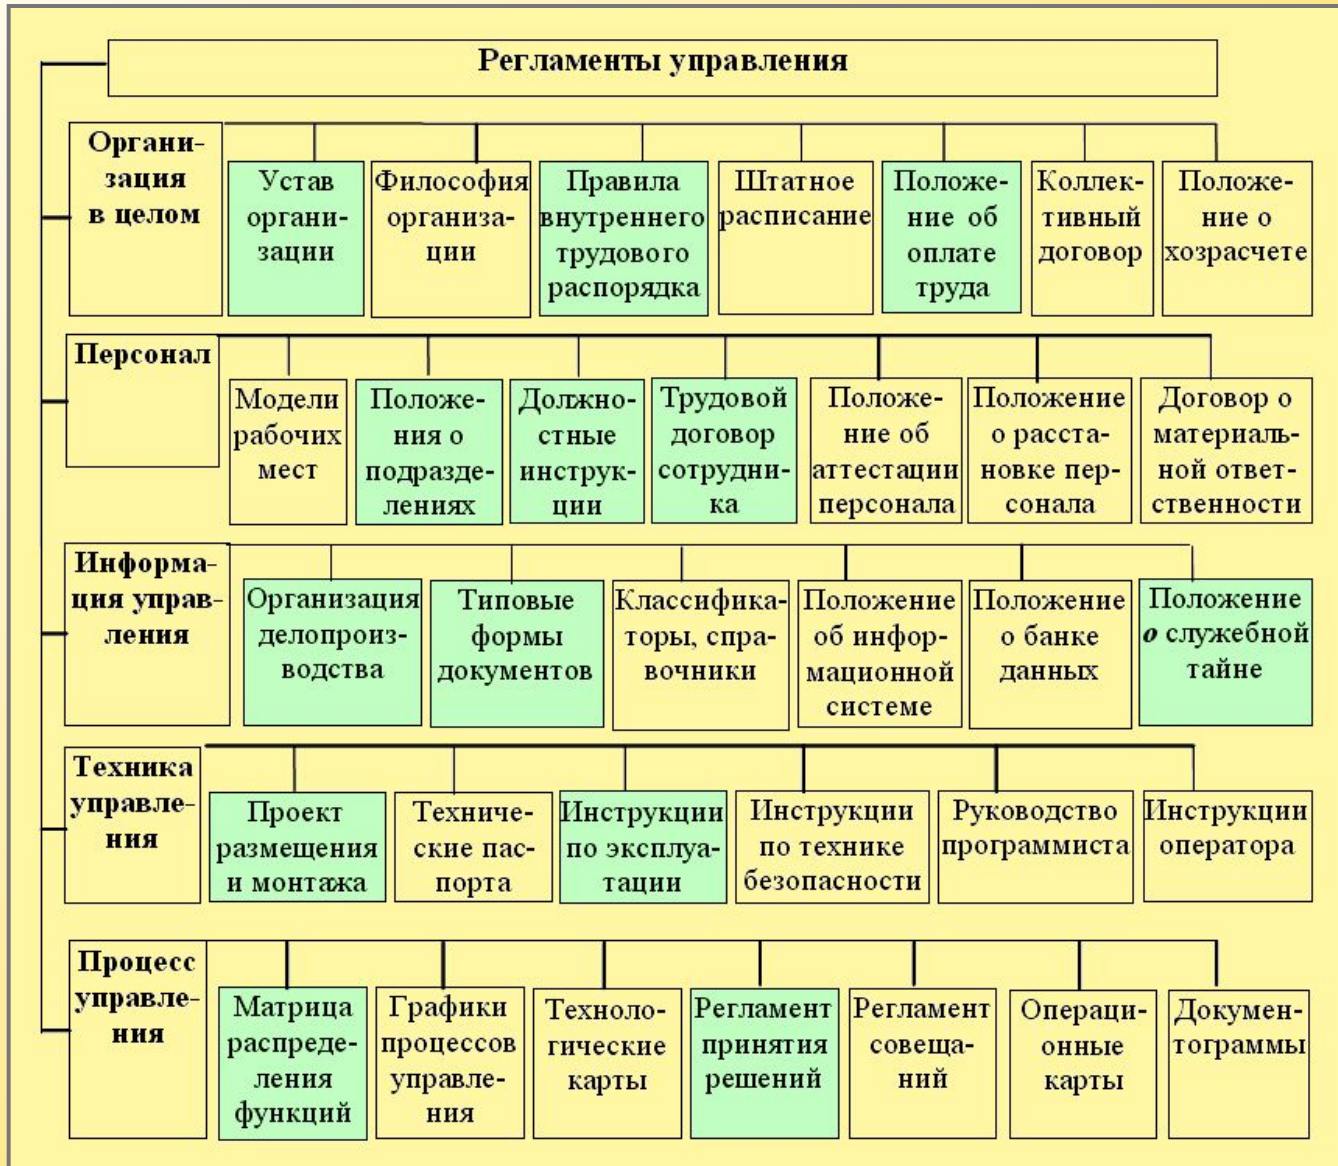 Регламенты управления
Органи-
зация
в целом
Устав
органи-
зации
Философия
организа-
ции
Правила
внутреннего
трудового
распорядка
Штатное
расписание
Положе-
ние об
оплате
труда
Коллек-
тивный
договор
Положе-
ние о
хозрасчете
Персонал
Модели
рабочих
мест
Положе-
ния о
подразде-
лениях
Должно-
стные
инструк-
ции
Трудовой
договор
сотрудни-
ка
Положе-
ние об
аттестации
персонала
Положение
о расста-
новке пер-
сонала
Договор о
материаль-
ной ответ-
ственности
Информа-
ция управ-
ления
Организация
делопроиз-
водства
Типовые
формы
документов
Классифика-
торы, спра-
вочники
Положение
об инфор-
мационной
системе
Положение
о банке
данных
Положение
о служебной
тайне
Техника
управле-
ния
Проект
размещения
и монтажа
Техниче-
ские пас-
порта
Инструкции
по эксплуа-
тации
Инструкции
по технике
безопасности
Руководство
программиста
Инструкции
оператора
Процесс
управле-
ния
Матрица
распреде-
ления
функций
Графики
процессов
управле-
ния
Техноло-
гические
карты
Регламент
принятия
решений
Регламент
совеща-
ний
Операци-
онные
карты
Докумен-
тограммы